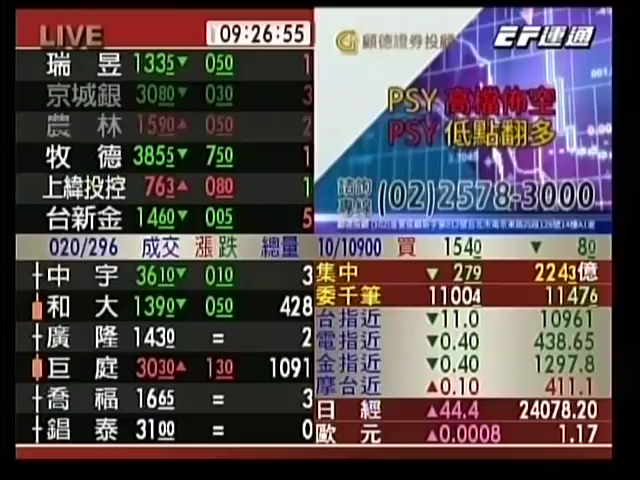 LIVE 09:26:55
瑞昱 1335▼ 050 1
京城銀 3080▼ 030 3
農林 1590▲ 050 2
牧德 3855▼ 750 1
上緯投控 763▲ 080 1
台新金 1460▼ 005 5
020/296 成交 漲跌 總量
中宇 3610▼ 010 3
和大 1390▼ 050 428
廣隆 1430 = 2
巨庭 3030▲ 130 1091
喬福 1665 = 3
錩泰 3100 = 0
顧德證券投顧 EF速通
PSY 高檔佈空
PSY 低點翻多
諮詢專線 (02)2578-3000
10/10900 買 1540 ▼ 80
集中 ▼ 279 2243億
委千筆 11004 11476
台指近 ▼11.0 10961
電指近 ▼0.40 438.65
金指近 ▼0.40 1297.8
摩台近 ▲0.10 411.1
日經 ▲44.4 24078.20
歐元 ▲0.0008 1.17